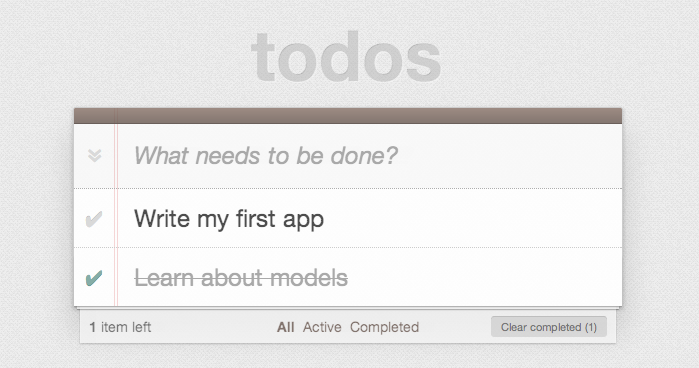 todos
What needs to be done?
Write my first app
Learn about models
1 item left All Active Completed Clear completed (1)